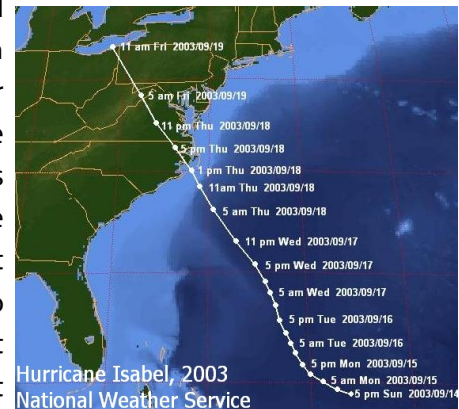 11 am Fri 2003/09/19
5 am Fri 2003/09/19
11 pm Thu 2003/09/18
5 pm Thu 2003/09/18
1 pm Thu 2003/09/18
11am Thu 2003/09/18
5 am Thu 2003/09/18
11 pm Wed 2003/09/17
5 pm Wed 2003/09/17
5 am Wed 2003/09/17
5 pm Tue 2003/09/16
5 am Tue 2003/09/16
5 pm Mon 2003/09/15
5 am Mon 2003/09/15
5 pm Sun 2003/09/14
Hurricane Isabel, 2003
National Weather Service